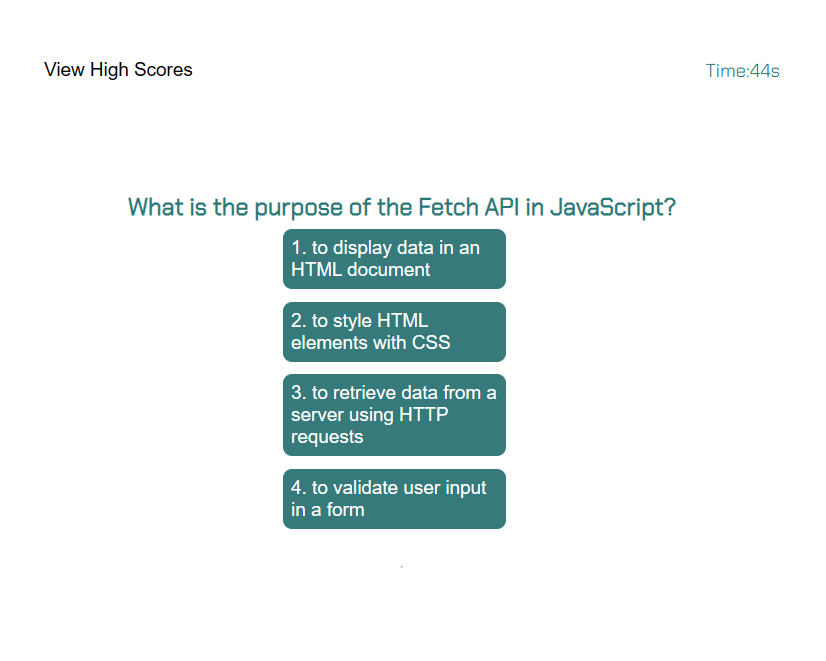 View High Scores
Time:44s
What is the purpose of the Fetch API in JavaScript?
1. to display data in an
HTML document
2. to style HTML
elements with CSS
3. to retrieve data from a
server using HTTP
requests
4. to validate user input
in a form